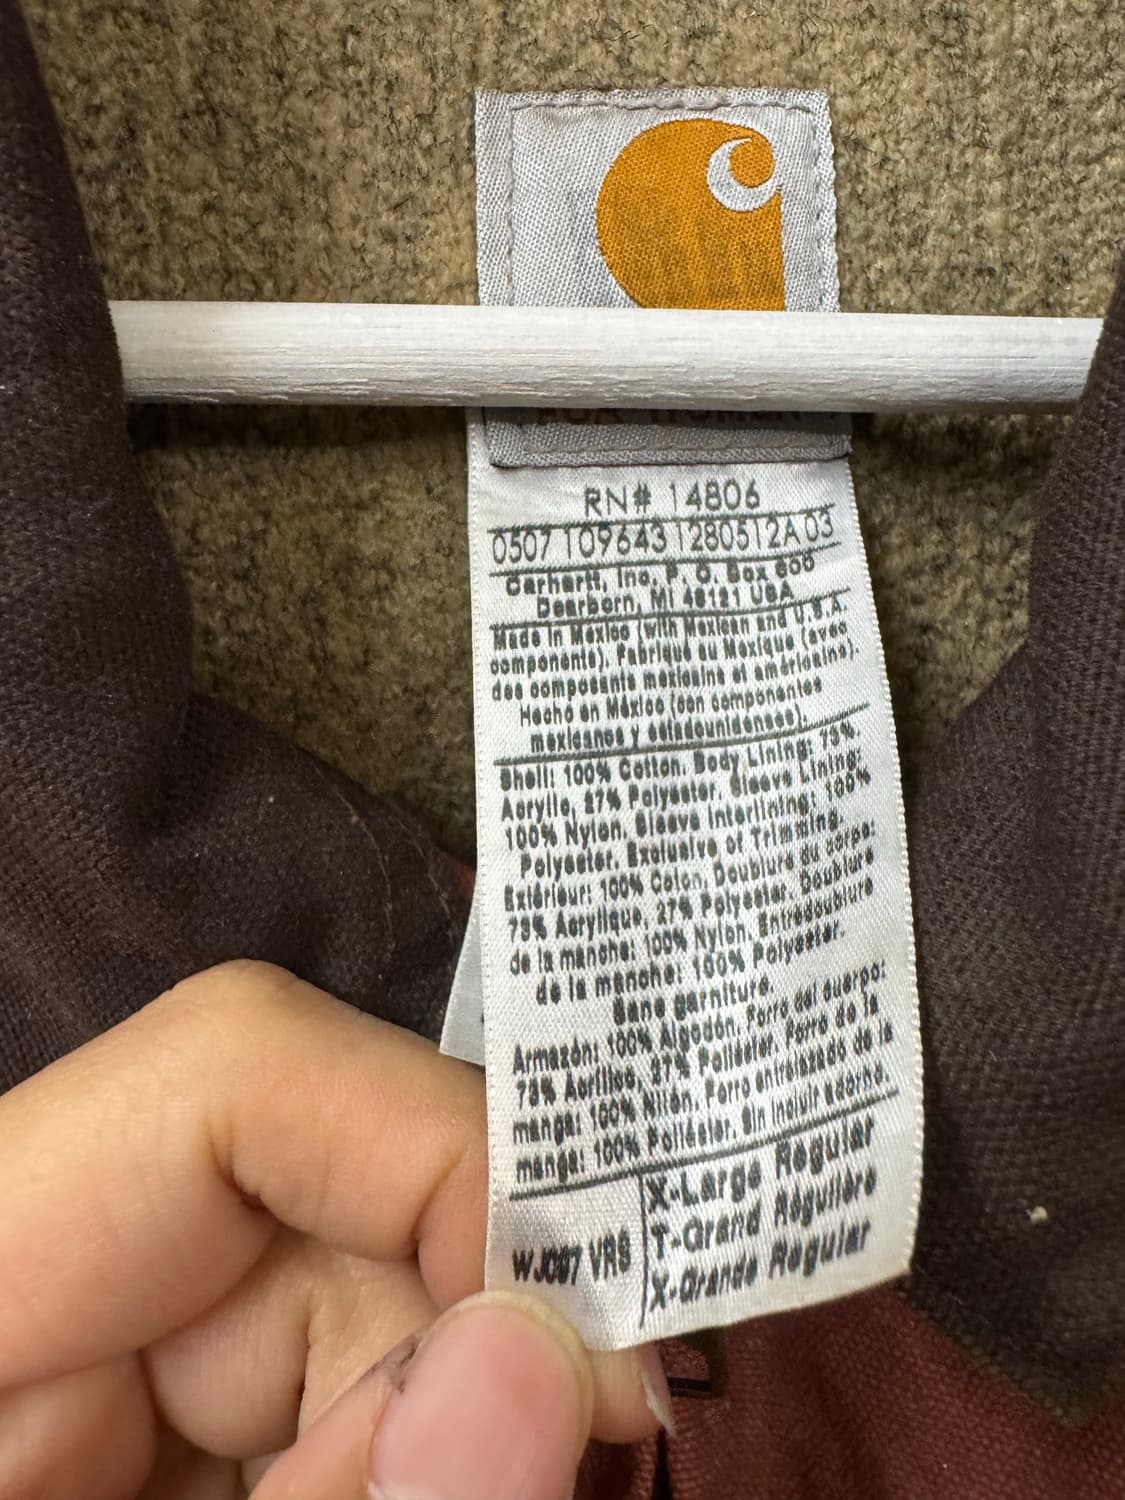 RN# 14806
0507 109643 1280512A 03
Carhartt, Inc. P. O. Box 600
Dearborn, MI 48121 USA
Made in Mexico (with Mexican and U.S.A.
components). Fabriqué au Mexique (avec
des composants mexicains et américains).
Hecho en México (con componentes
mexicanos y estadounidenses).
Shell: 100% Cotton. Body Lining: 73%
Acrylic, 27% Polyester. Sleeve Lining:
100% Nylon. Sleeve Interlining: 100%
Polyester. Exclusive of Trimming.
Extérieur: 100% Coton. Doublure du corps:
73% Acrylique, 27% Polyester. Doublure
de la manche: 100% Nylon. Entredoublure
de la manche: 100% Polyester.
Sans garniture.
Armazón: 100% Algodón. Forro del cuerpo:
73% Acrílico, 27% Poliéster. Forro de la
manga: 100% Nilón. Forro entrelazado de la
manga: 100% Poliéster. Sin incluir adorno.
X-Large Regular
WJC67 VRS T-Grand Régulière
X-Grande Regular